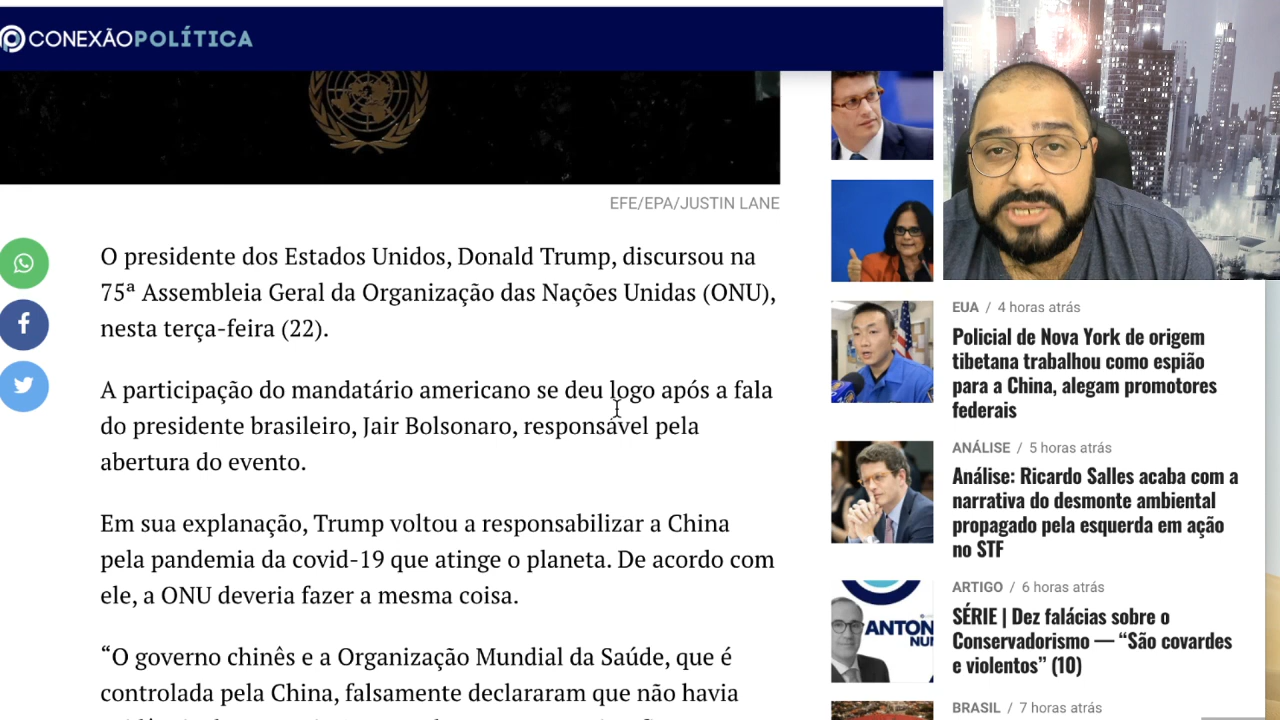 CONEXÃOPOLÍTICA
EFE/EPA/JUSTIN LANE
O presidente dos Estados Unidos, Donald Trump, discursou na
75ª Assembleia Geral da Organização das Nações Unidas (ONU),
nesta terça-feira (22).
A participação do mandatário americano se deu logo após a fala
do presidente brasileiro, Jair Bolsonaro, responsável pela
abertura do evento.
Em sua explanação, Trump voltou a responsabilizar a China
pela pandemia da covid-19 que atinge o planeta. De acordo com
ele, a ONU deveria fazer a mesma coisa.
“O governo chinês e a Organização Mundial da Saúde, que é
controlada pela China, falsamente declararam que não havia
EUA / 4 horas atrás
Policial de Nova York de origem
tibetana trabalhou como espião
para a China, alegam promotores
federais
ANÁLISE / 5 horas atrás
Análise: Ricardo Salles acaba com a
narrativa do desmonte ambiental
propagado pela esquerda em ação
no STF
ANTON
NUN
ARTIGO / 6 horas atrás
SÉRIE | Dez falácias sobre o
Conservadorismo — “São covardes
e violentos” (10)
BRASIL / 7 horas atrás